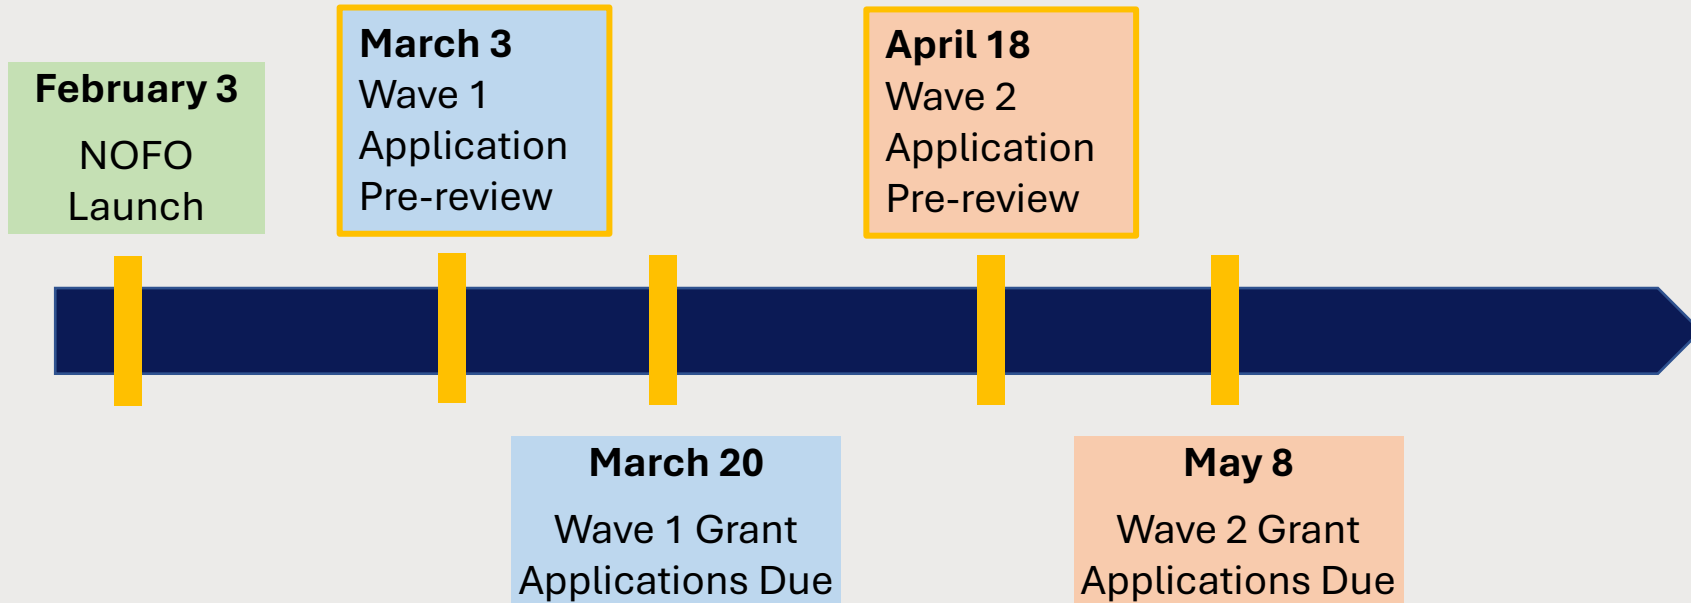 February 3
NOFO
Launch
March 3
Wave 1
Application
Pre-review
March 20
Wave 1 Grant
Applications Due
April 18
Wave 2
Application
Pre-review
May 8
Wave 2 Grant
Applications Due